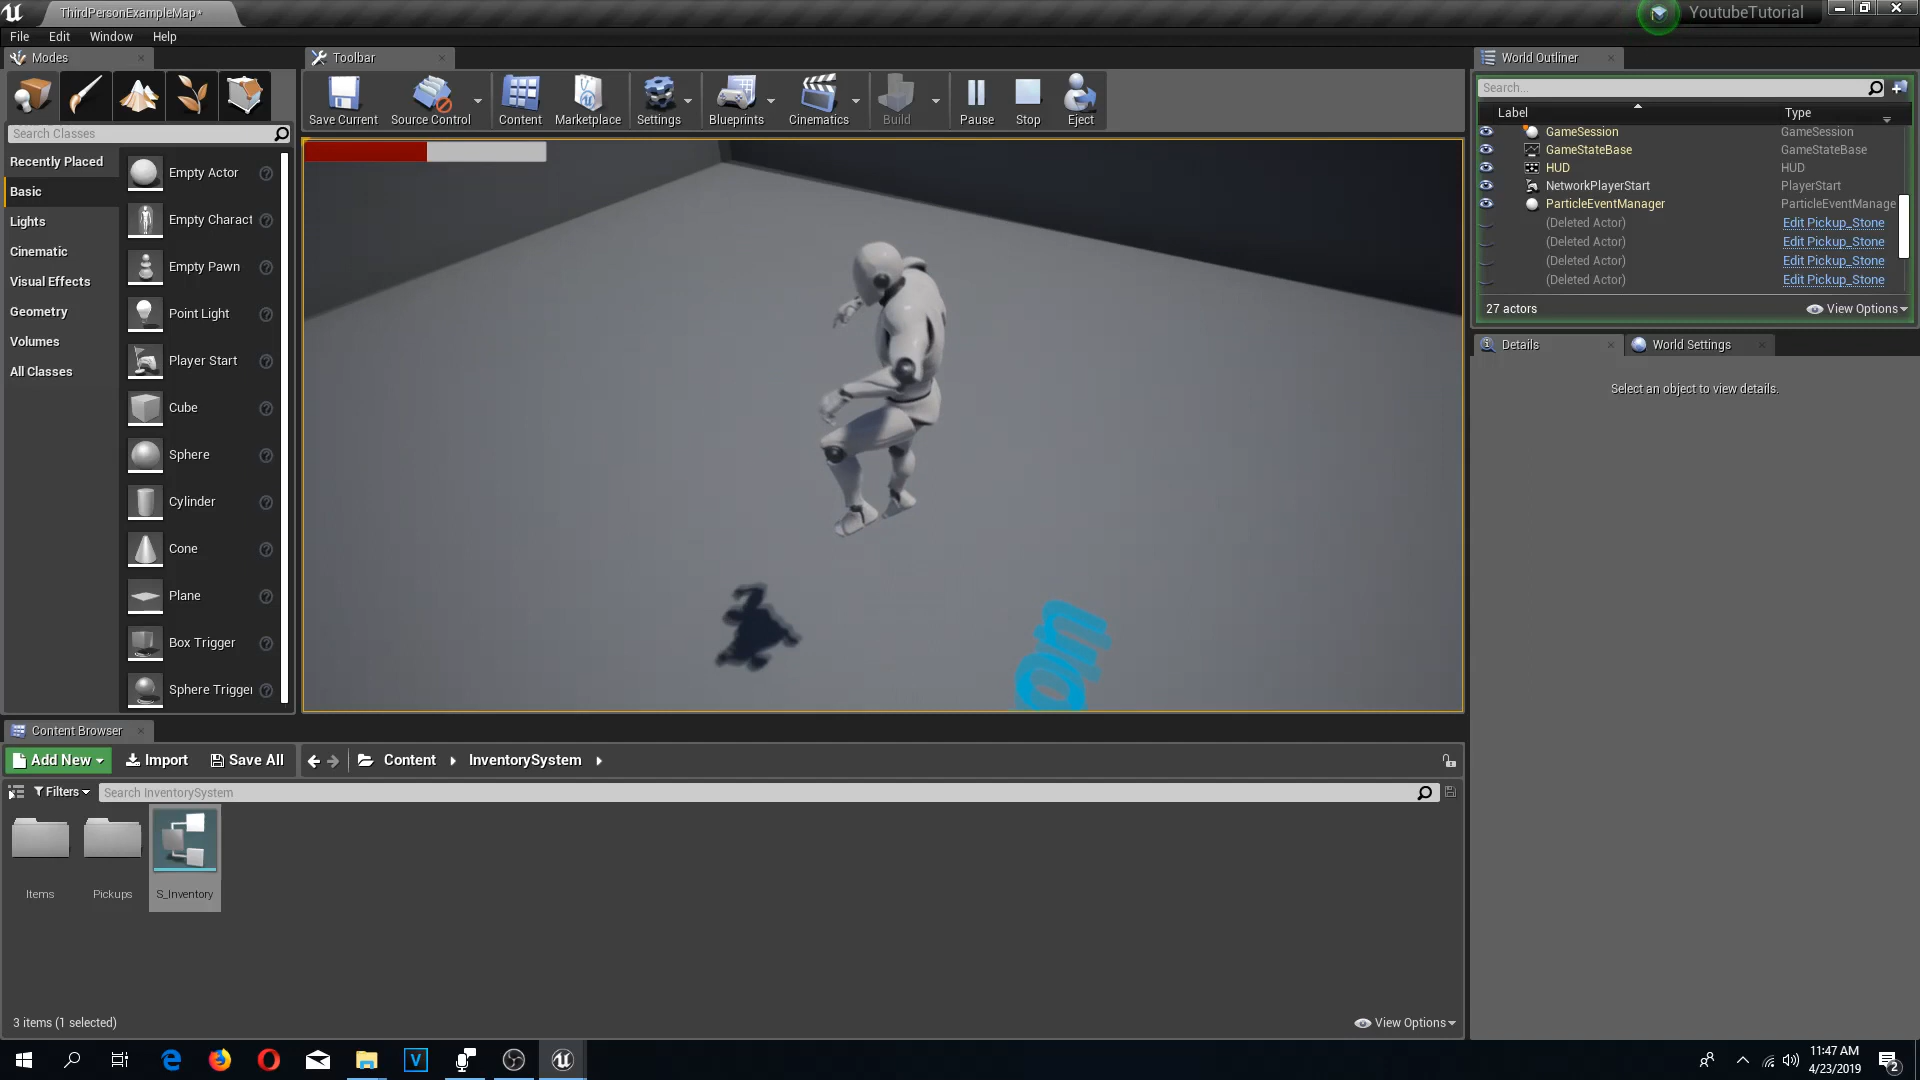 ThirdPersonExampleMap*
YoutubeTutorial
File Edit Window Help
Modes
Toolbar
World Outliner
Save Current Source Control Content Marketplace Settings Blueprints Cinematics Build Pause Stop Eject
Search...
Label Type
Search Classes
GameSession GameSession
GameStateBase GameStateBase
HUD HUD
NetworkPlayerStart PlayerStart
ParticleEventManager ParticleEventManage
(Deleted Actor) Edit Pickup_Stone
(Deleted Actor) Edit Pickup_Stone
(Deleted Actor) Edit Pickup_Stone
(Deleted Actor) Edit Pickup_Stone
27 actors View Options
Recently Placed
Basic
Lights
Cinematic
Visual Effects
Geometry
Volumes
All Classes
Empty Actor
Empty Charact
Empty Pawn
Point Light
Player Start
Cube
Sphere
Cylinder
Cone
Plane
Box Trigger
Sphere Trigger
Details World Settings
Select an object to view details.
Content Browser
Add New Import Save All Content InventorySystem
Filters Search InventorySystem
Items Pickups S_Inventory
3 items (1 selected) View Options
11:47 AM
4/23/2019
2